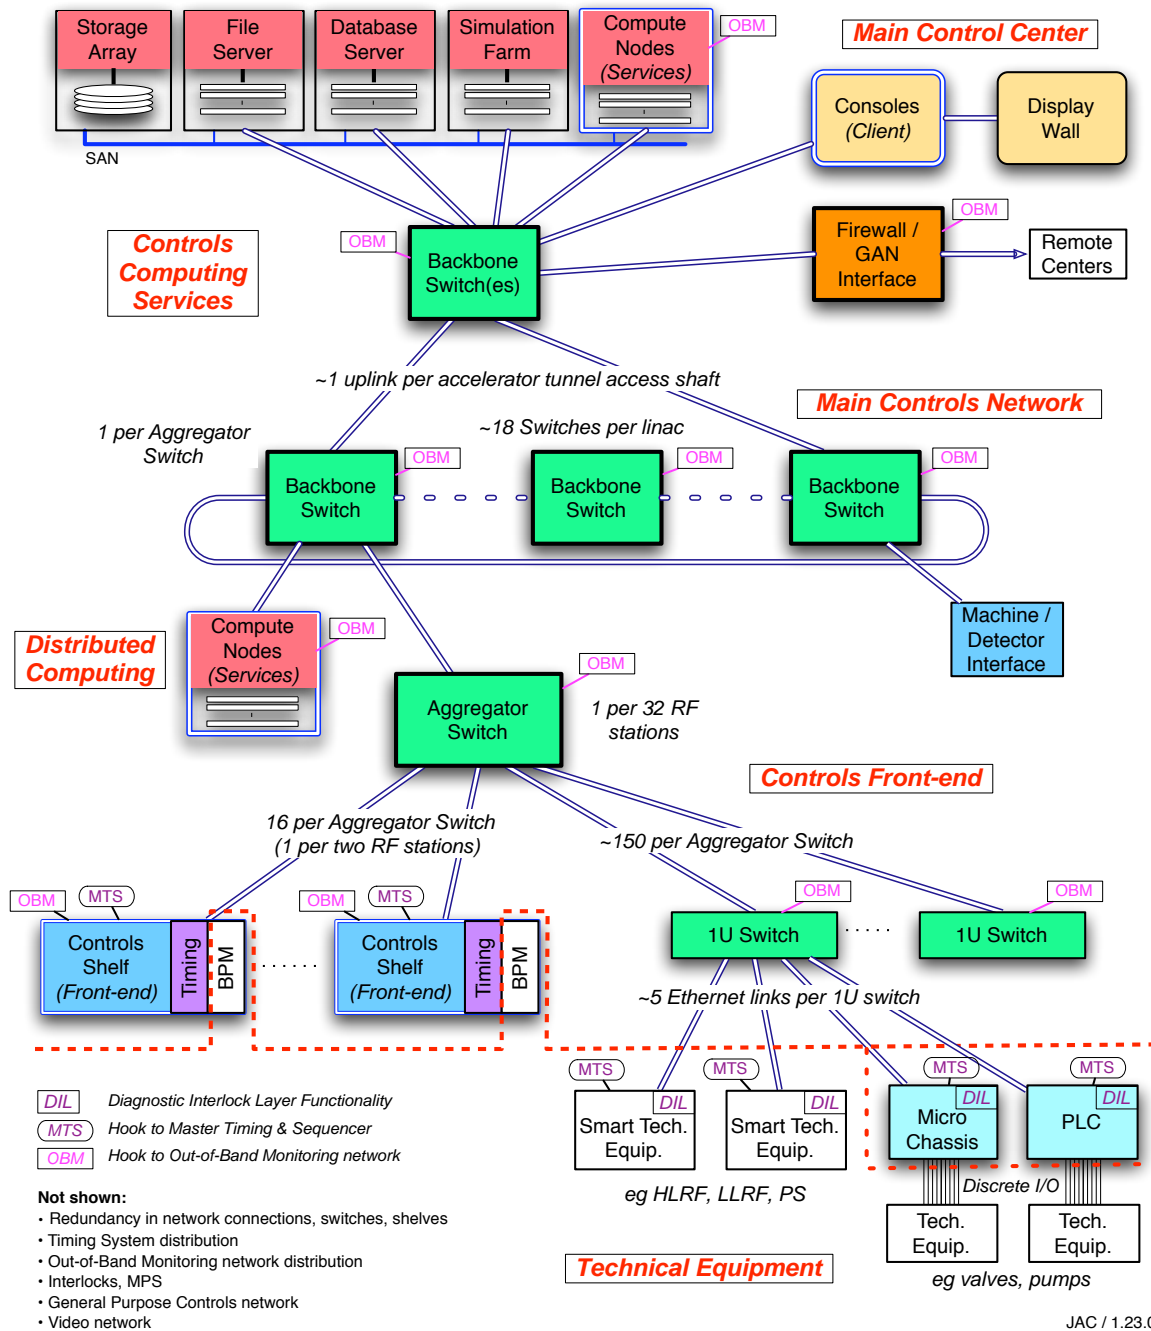 Storage
Array
File
Server
Database
Server
Simulation
Farm
Compute
Nodes
(Services)
OBM
Main Control Center
Consoles
(Client)
Display
Wall
SAN
Controls
Computing
Services
OBM
Backbone
Switch(es)
Firewall /
GAN
Interface
OBM
Remote
Centers
~1 uplink per accelerator tunnel access shaft
Main Controls Network
1 per Aggregator
Switch
~18 Switches per linac
Backbone
Switch
OBM
Backbone
Switch
OBM
Backbone
Switch
OBM
Distributed
Computing
Compute
Nodes
(Services)
OBM
Machine /
Detector
Interface
Aggregator
Switch
OBM
1 per 32 RF
stations
Controls Front-end
16 per Aggregator Switch
(1 per two RF stations)
~150 per Aggregator Switch
OBM
MTS
Controls
Shelf
(Front-end)
Timing
BPM
OBM
MTS
Controls
Shelf
(Front-end)
Timing
BPM
OBM
1U Switch
OBM
1U Switch
~5 Ethernet links per 1U switch
MTS
DIL
Smart Tech.
Equip.
MTS
DIL
Smart Tech.
Equip.
MTS
DIL
Micro
Chassis
MTS
DIL
PLC
eg HLRF, LLRF, PS
Discrete I/O
Tech.
Equip.
Tech.
Equip.
eg valves, pumps
Technical Equipment
DIL Diagnostic Interlock Layer Functionality
MTS Hook to Master Timing & Sequencer
OBM Hook to Out-of-Band Monitoring network
Not shown:
• Redundancy in network connections, switches, shelves
• Timing System distribution
• Out-of-Band Monitoring network distribution
• Interlocks, MPS
• General Purpose Controls network
• Video network
JAC / 1.23.0